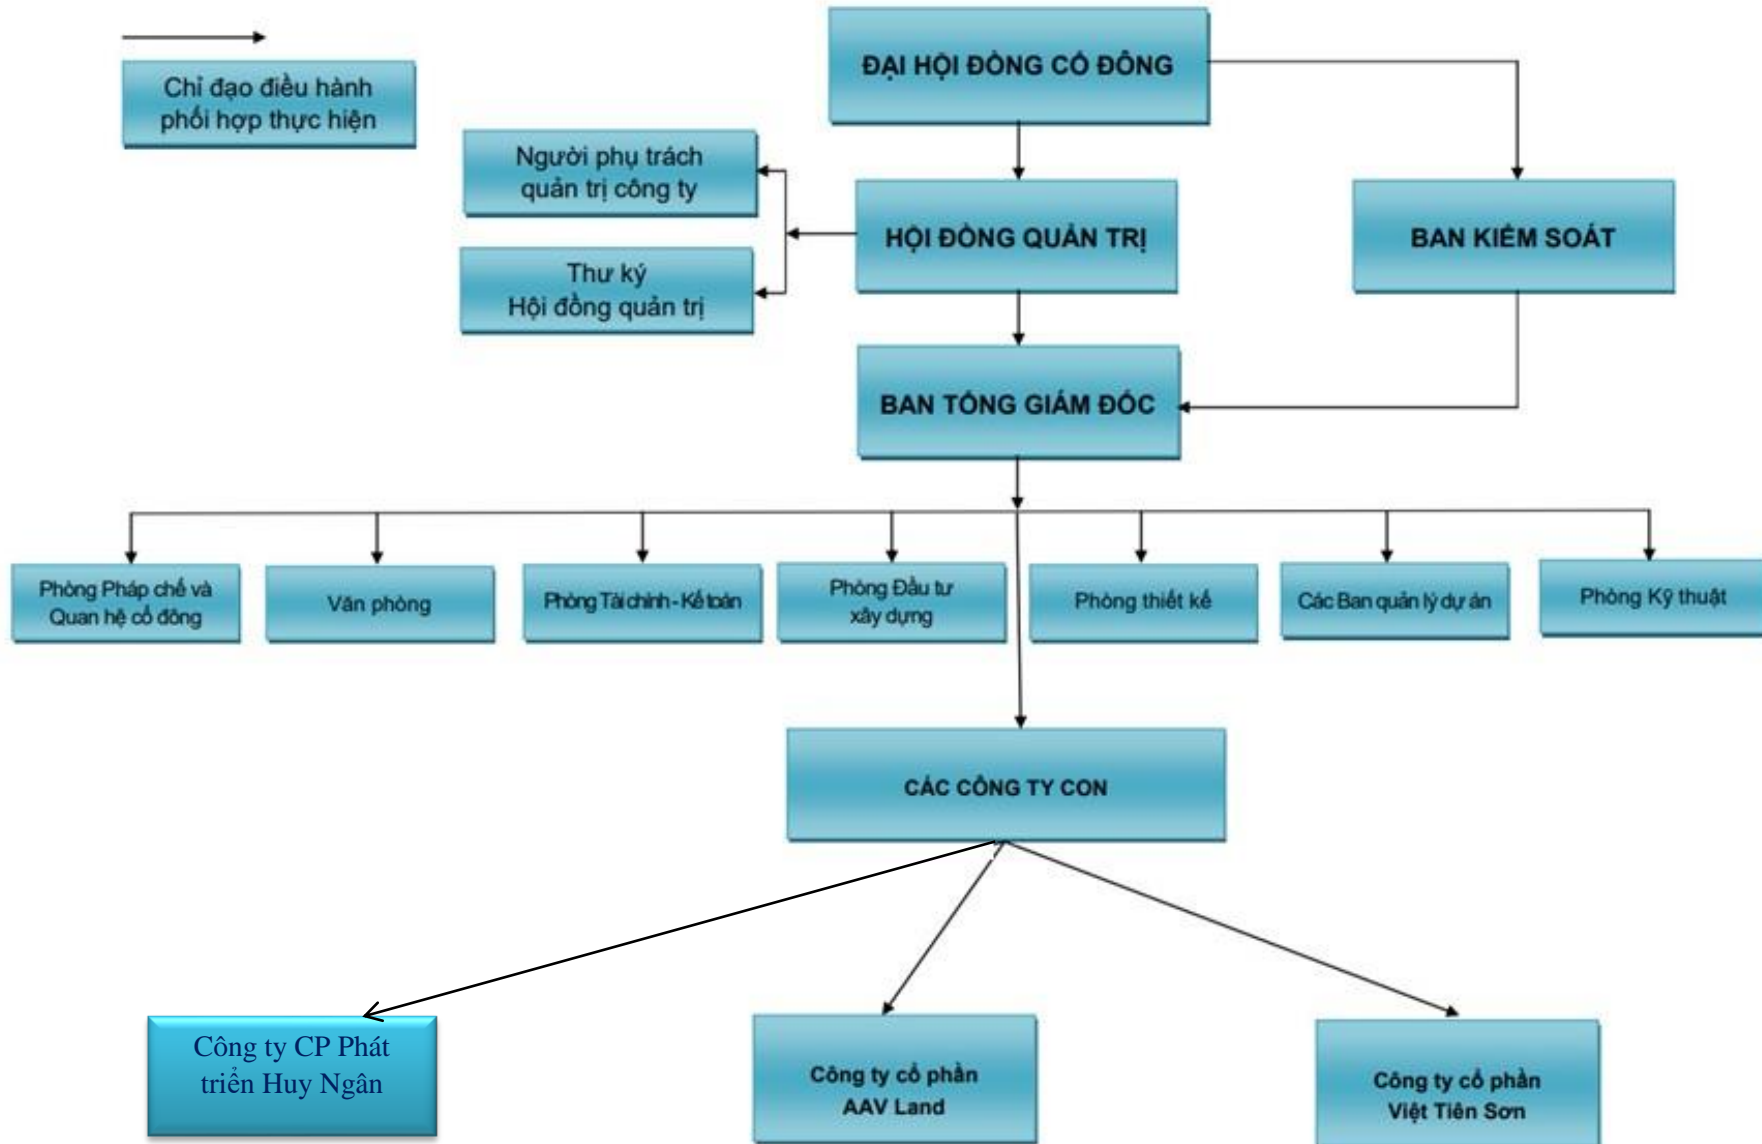 Chỉ đạo điều hành
phối hợp thực hiện
ĐẠI HỘI ĐỒNG CỔ ĐÔNG
Người phụ trách
quản trị công ty
Thư ký
Hội đồng quản trị
HỘI ĐỒNG QUẢN TRỊ
BAN KIỂM SOÁT
BAN TỔNG GIÁM ĐỐC
Phòng Pháp chế và
Quan hệ cổ đông
Văn phòng
Phòng Tài chính - Kế toán
Phòng Đầu tư
xây dựng
Phòng thiết kế
Các Ban quản lý dự án
Phòng Kỹ thuật
CÁC CÔNG TY CON
Công ty CP Phát
triển Huy Ngân
Công ty cổ phần
AAV Land
Công ty cổ phần
Việt Tiên Sơn